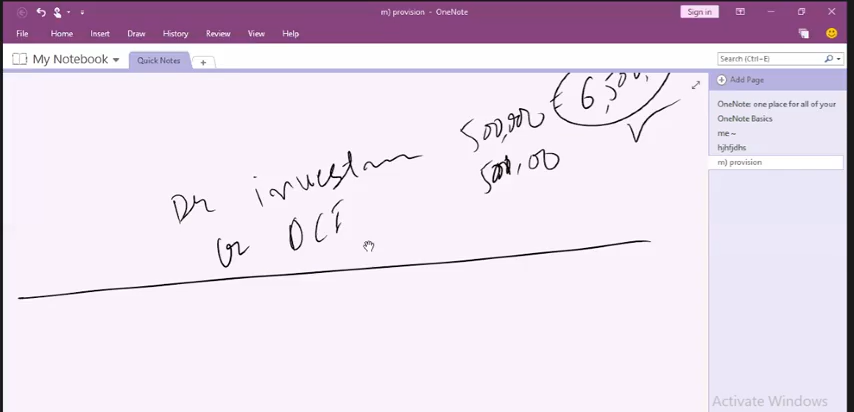 m) provision - OneNote
Sign in
File Home Insert Draw History Review View Help
My Notebook Quick Notes
Search (Ctrl-E)
Add Page
OneNote: one place for all of your
OneNote Basics
me ~
hjhfjdhs
m) provision
Dr 500,000
OCI
Activate Windows